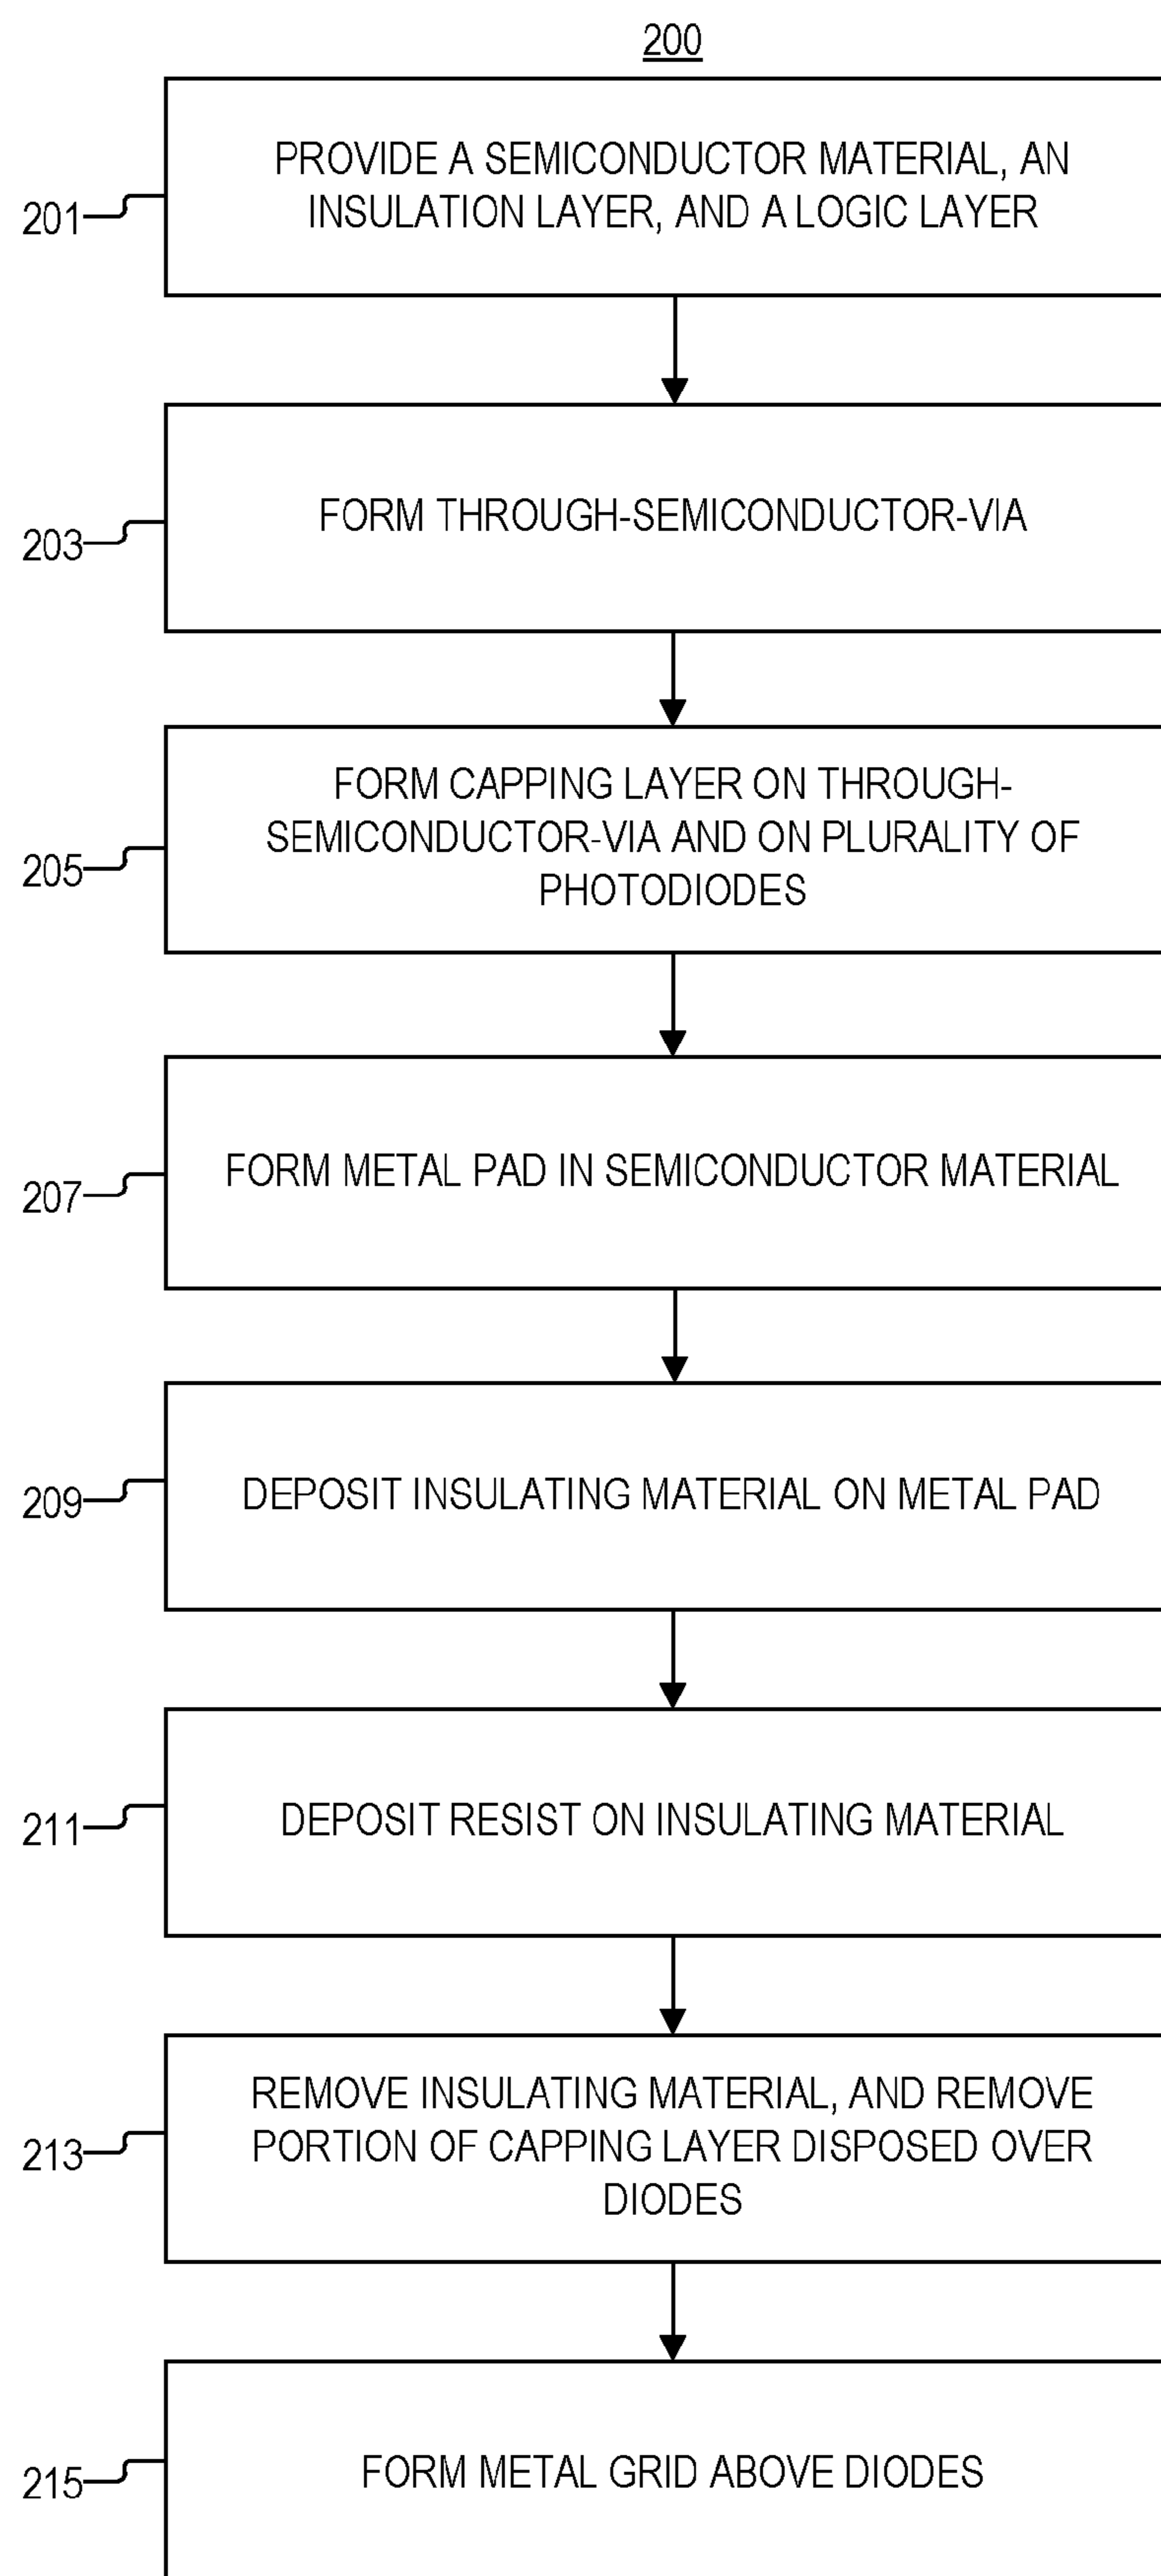 200
201
PROVIDE A SEMICONDUCTOR MATERIAL, AN
INSULATION LAYER, AND A LOGIC LAYER
203
FORM THROUGH-SEMICONDUCTOR-VIA
205
FORM CAPPING LAYER ON THROUGH-
SEMICONDUCTOR-VIA AND ON PLURALITY OF
PHOTODIODES
207
FORM METAL PAD IN SEMICONDUCTOR MATERIAL
209
DEPOSIT INSULATING MATERIAL ON METAL PAD
211
DEPOSIT RESIST ON INSULATING MATERIAL
213
REMOVE INSULATING MATERIAL, AND REMOVE
PORTION OF CAPPING LAYER DISPOSED OVER
DIODES
215
FORM METAL GRID ABOVE DIODES